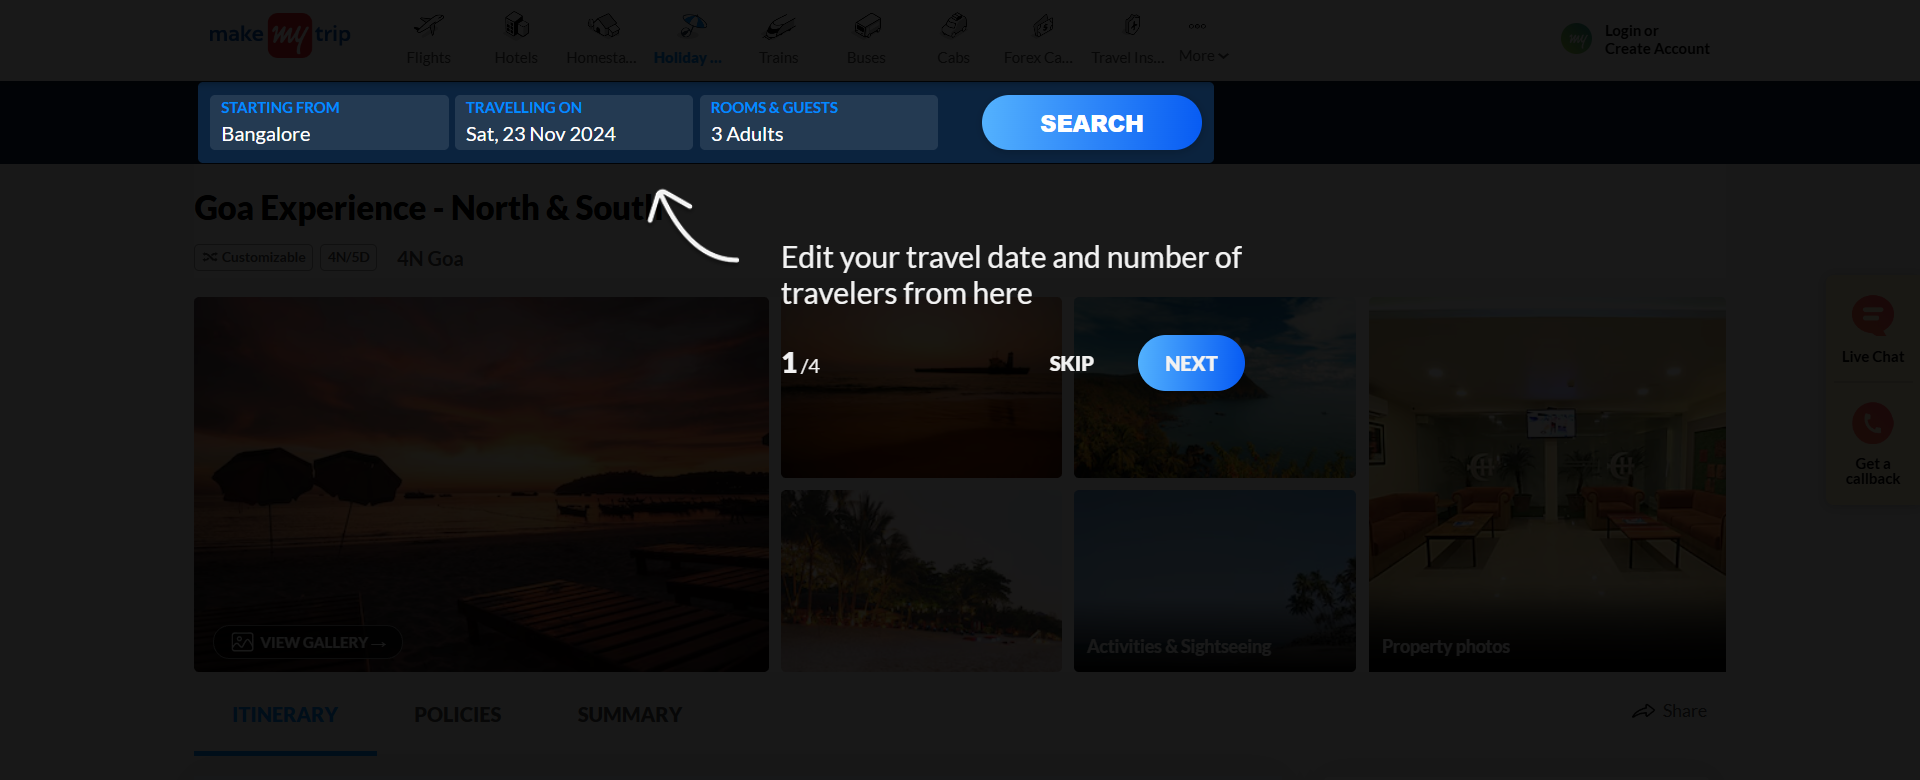 make my trip
Flights
Hotels
Homesta...
Holiday ...
Trains
Buses
Cabs
Forex Ca...
Travel Ins...
More
my
Login or
Create Account
STARTING FROM
Bangalore
TRAVELLING ON
Sat, 23 Nov 2024
ROOMS & GUESTS
3 Adults
SEARCH
Goa Experience - North & South
Customizable
4N/5D
4N Goa
Edit your travel date and number of
travelers from here
1/4
SKIP
NEXT
Live Chat
Get a
callback
VIEW GALLERY→
Activities & Sightseeing
Property photos
ITINERARY
POLICIES
SUMMARY
Share